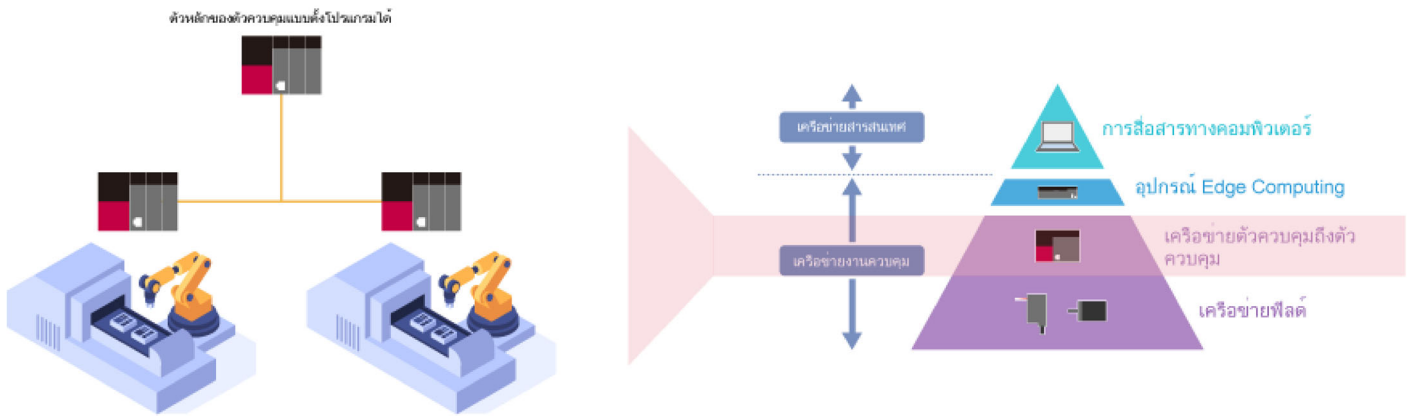 ตัวหลักของตัวควบคุมแบบตั้งโปรแกรมได้
เครือข่ายสารสนเทศ
การสื่อสารทางคอมพิวเตอร์
อุปกรณ์ Edge Computing
เครือข่ายงานควบคุม
เครือข่ายตัวควบคุมถึงตัว
ควบคุม
เครือข่ายฟิลด์